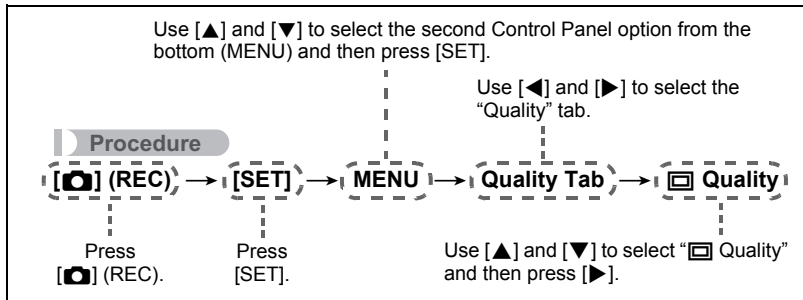 Use [▲] and [▼] to select the second Control Panel option from the
bottom (MENU) and then press [SET].
Use [◀] and [▶] to select the
“Quality” tab.
Procedure
[📷] (REC) → [SET] → MENU → Quality Tab → Quality
Press
[📷] (REC).
Press
[SET].
Use [▲] and [▼] to select “ Quality”
and then press [▶].